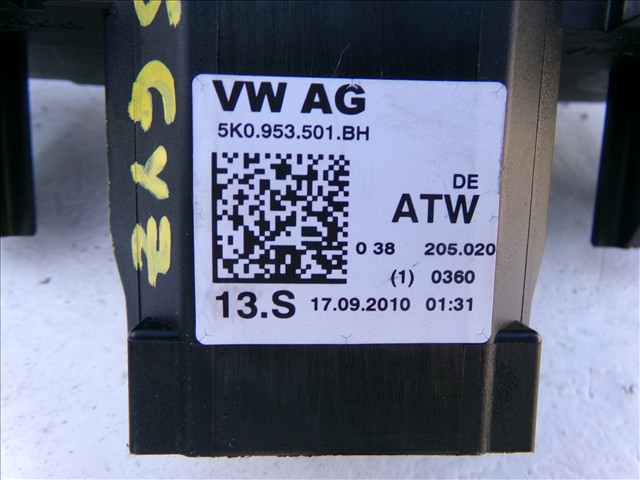 VW AG
5K0.953.501.BH
DE
ATW
0 38 205.020
(1) 0360
13.S 17.09.2010 01:31